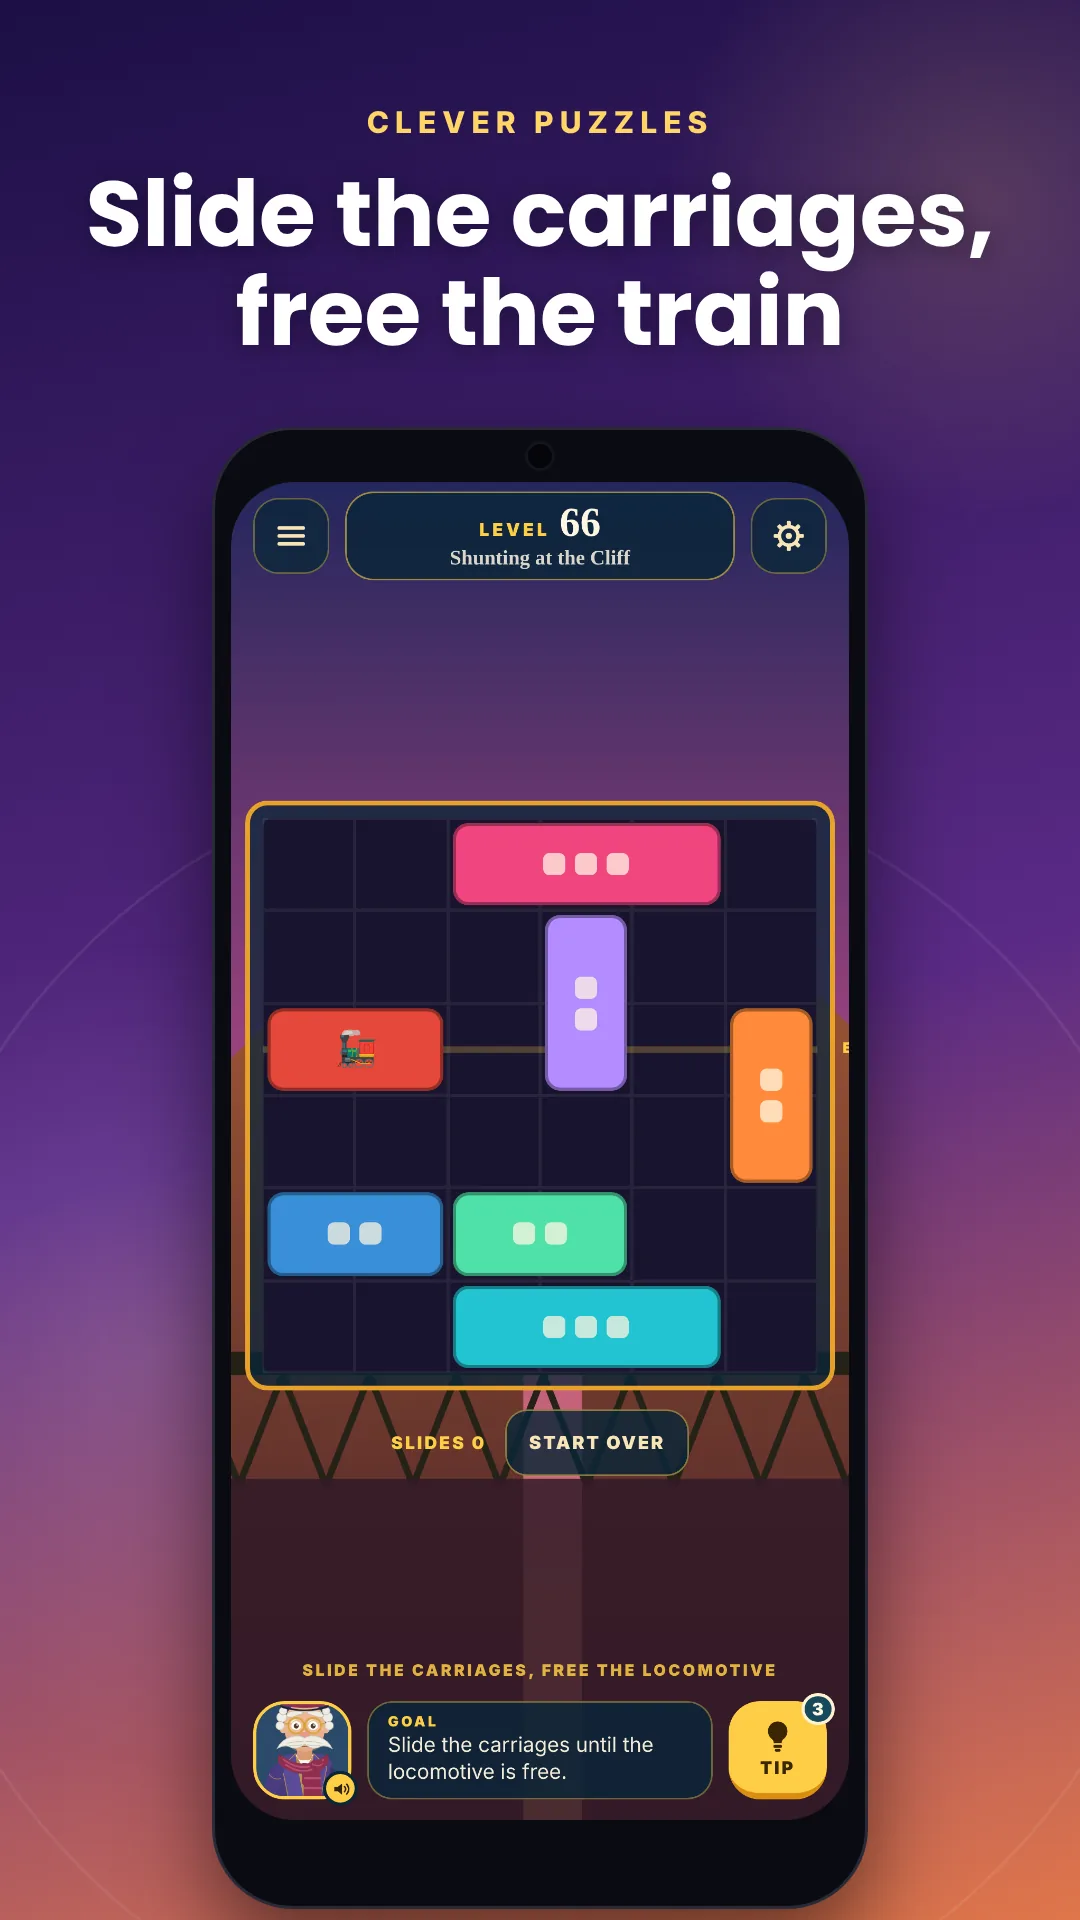 CLEVER PUZZLES
Slide the carriages,
free the train
LEVEL 66
Shunting at the Cliff
SLIDES 0
START OVER
SLIDE THE CARRIAGES, FREE THE LOCOMOTIVE
GOAL
Slide the carriages until the
locomotive is free.
3
TIP